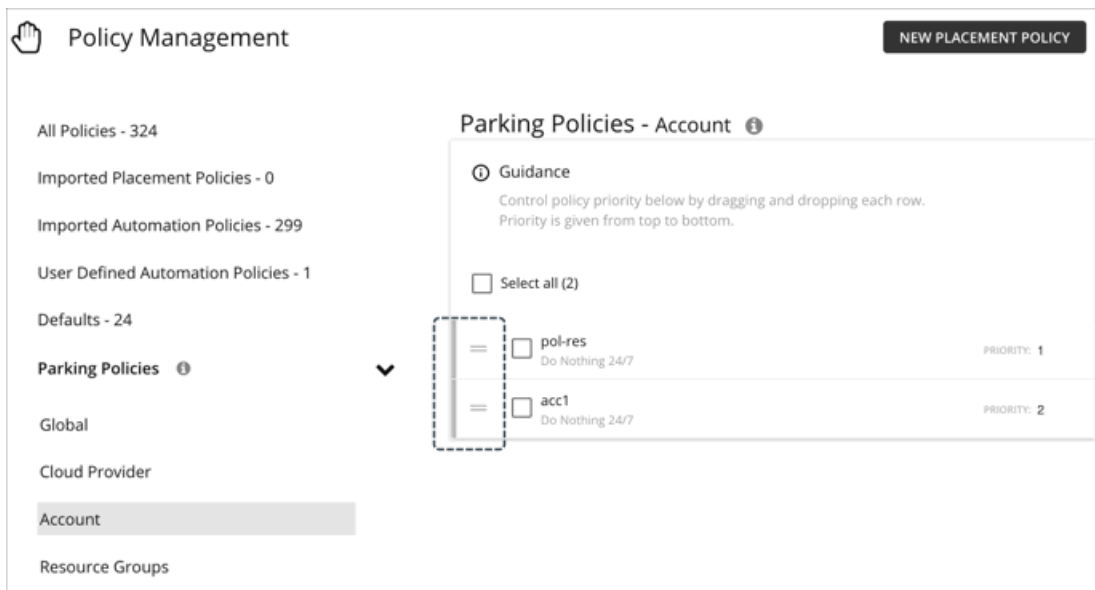 Policy Management
NEW PLACEMENT POLICY
All Policies - 324
Imported Placement Policies - 0
Imported Automation Policies - 299
User Defined Automation Policies - 1
Defaults - 24
Parking Policies
Global
Cloud Provider
Account
Resource Groups
Parking Policies - Account
Guidance
Control policy priority below by dragging and dropping each row.
Priority is given from top to bottom.
Select all (2)
pol-res
Do Nothing 24/7
PRIORITY: 1
acc1
Do Nothing 24/7
PRIORITY: 2